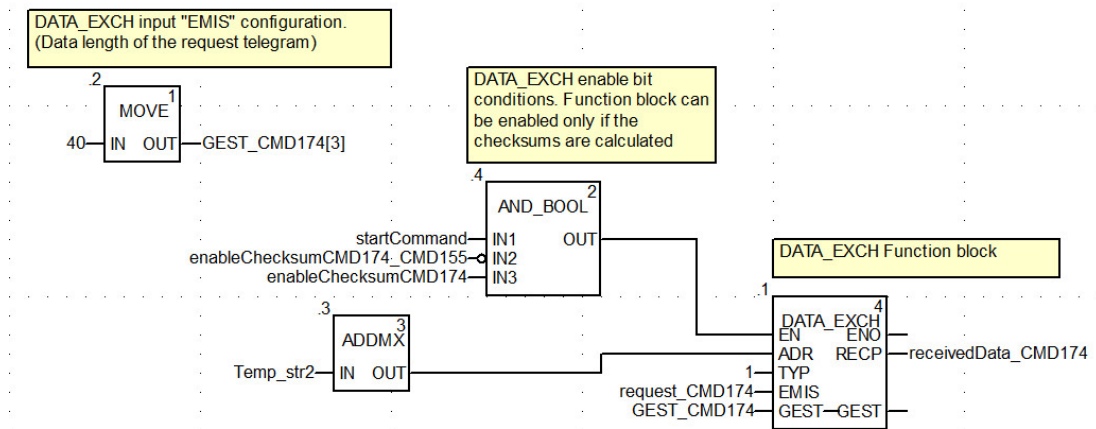 DATA_EXCH input "EMIS" configuration.
(Data length of the request telegram)
.2
1
MOVE
40 IN OUT GEST_CMD174[3]
DATA_EXCH enable bit
conditions. Function block can
be enabled only if the
checksums are calculated
.4
2
AND_BOOL
startCommand IN1 OUT
enableChecksumCMD174_CMD155 IN2
enableChecksumCMD174 IN3
DATA_EXCH Function block
.3
3
ADDMX
Temp_str2 IN OUT
.1
4
DATA_EXCH
EN ENO
ADR RECP receivedData_CMD174
1 TYP
request_CMD174 EMIS
GEST_CMD174 GEST GEST